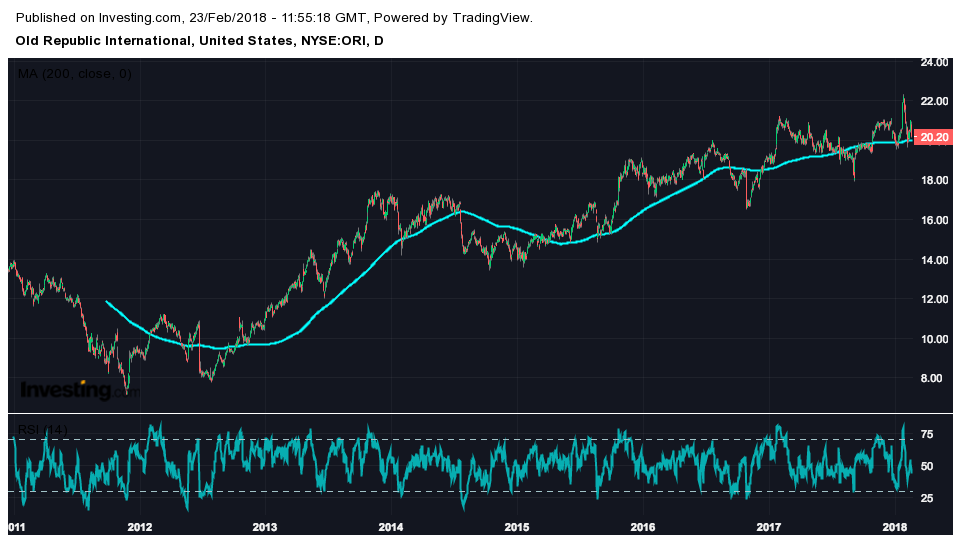 Published on Investing.com, 23/Feb/2018 - 11:55:18 GMT, Powered by TradingView.
Old Republic International, United States, NYSE:ORI, D
MA (200, close, 0)
24.00
22.00
20.20
18.00
16.00
14.00
12.00
10.00
8.00
Investing.com
RSI (14)
75
50
25
2011 2012 2013 2014 2015 2016 2017 2018